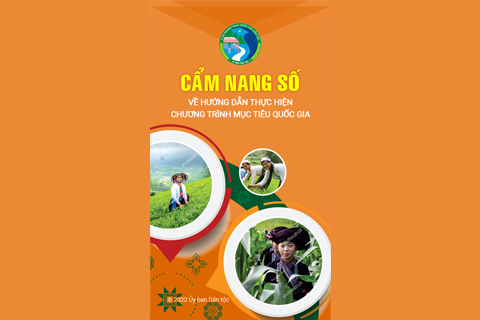 CẨM NANG SỐ
VỀ HƯỚNG DẪN THỰC HIỆN
CHƯƠNG TRÌNH MỤC TIÊU QUỐC GIA
© 2022 Ủy ban Dân tộc